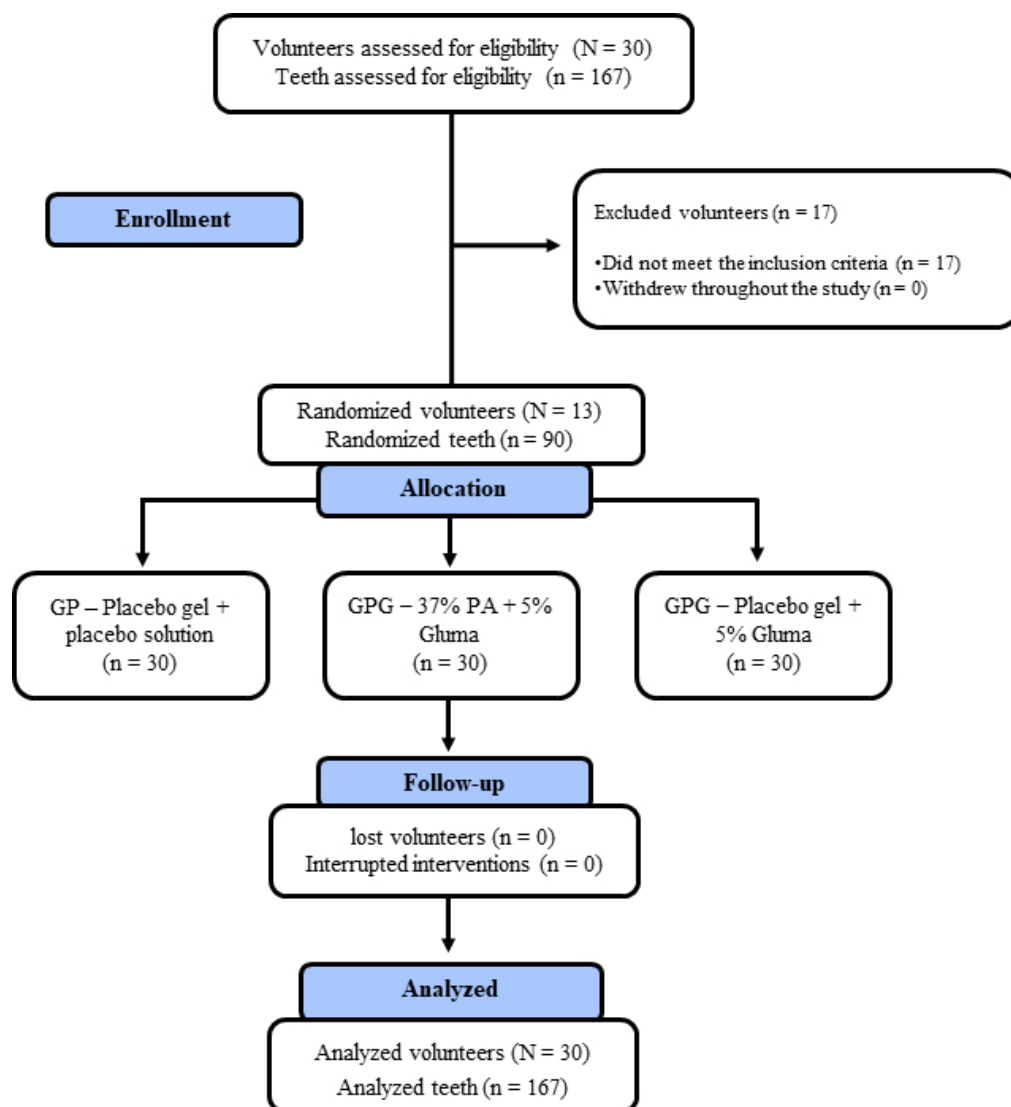 Volunteers assessed for eligibility (N = 30)
Teeth assessed for eligibility (n = 167)
Enrollment
Excluded volunteers (n = 17)
•Did not meet the inclusion criteria (n = 17)
•Withdrew throughout the study (n = 0)
Randomized volunteers (N = 13)
Randomized teeth (n = 90)
Allocation
GP – Placebo gel +
placebo solution
(n = 30)
GPG – 37% PA + 5%
Gluma
(n = 30)
GPG – Placebo gel +
5% Gluma
(n = 30)
Follow-up
lost volunteers (n = 0)
Interrupted interventions (n = 0)
Analyzed
Analyzed volunteers (N = 30)
Analyzed teeth (n = 167)